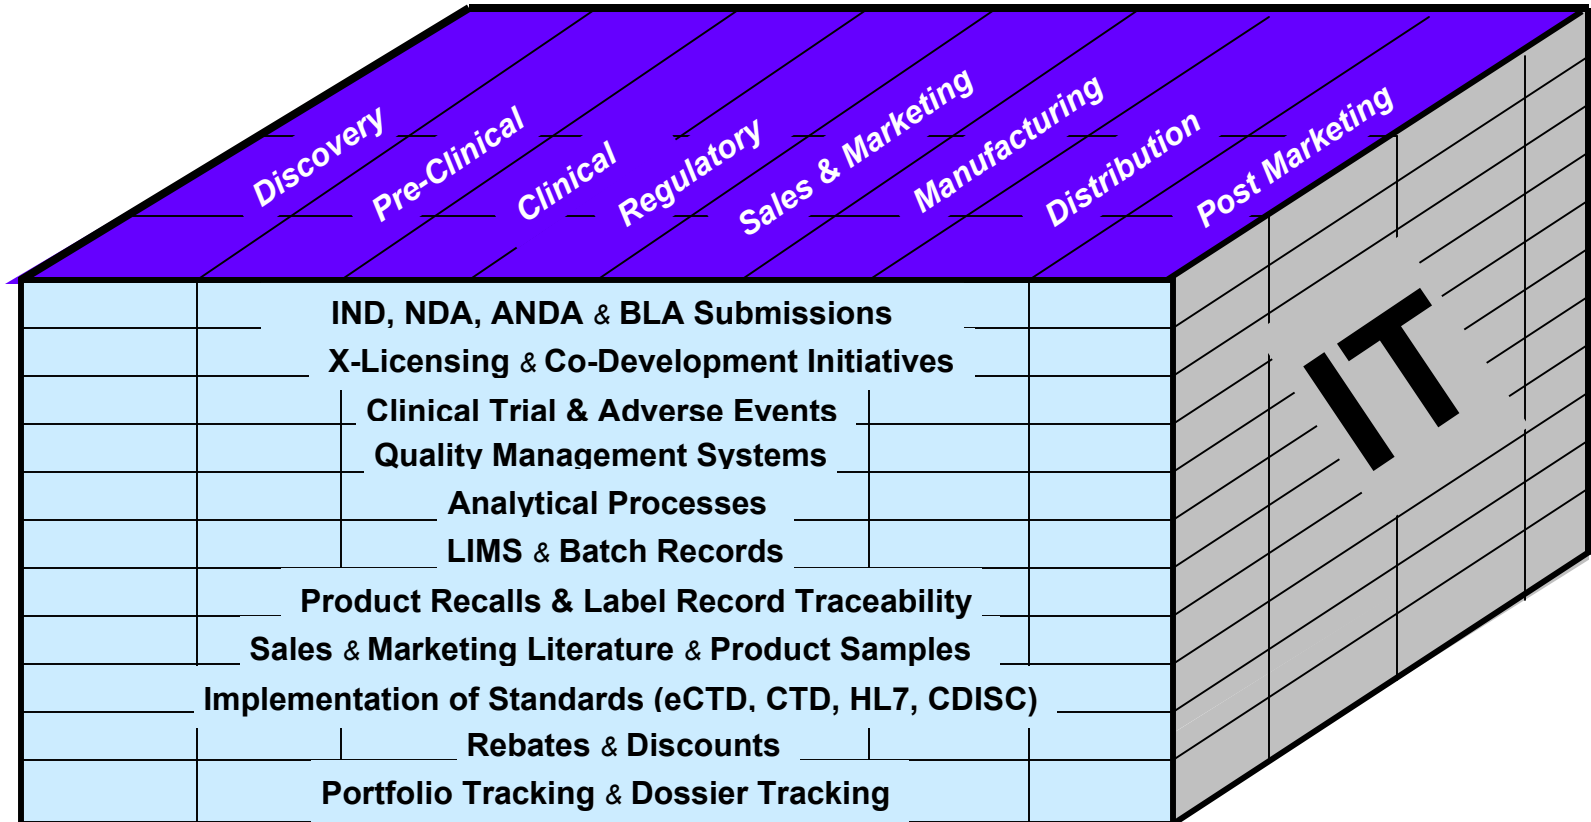 Discovery
Pre-Clinical
Clinical
Regulatory
Sales & Marketing
Manufacturing
Distribution
Post Marketing
IND, NDA, ANDA & BLA Submissions
X-Licensing & Co-Development Initiatives
Clinical Trial & Adverse Events
Quality Management Systems
Analytical Processes
LIMS & Batch Records
Product Recalls & Label Record Traceability
Sales & Marketing Literature & Product Samples
Implementation of Standards (eCTD, CTD, HL7, CDISC)
Rebates & Discounts
Portfolio Tracking & Dossier Tracking
IT